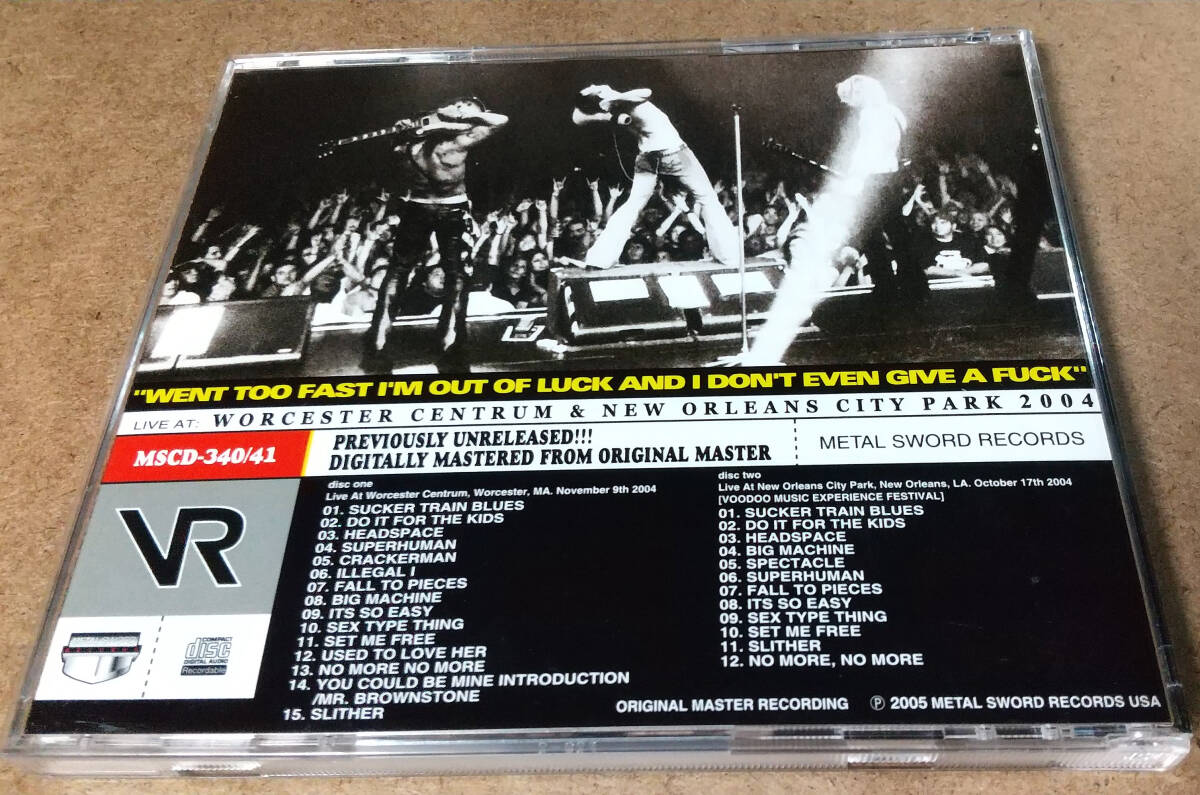 "WENT TOO FAST I'M OUT OF LUCK AND I DON'T EVEN GIVE A FUCK"
LIVE AT: WORCESTER CENTRUM & NEW ORLEANS CITY PARK 2004
MSCD-340/41
PREVIOUSLY UNRELEASED!!!
DIGITALLY MASTERED FROM ORIGINAL MASTER
METAL SWORD RECORDS
VR
disc one
Live At Worcester Centrum, Worcester, MA. November 9th 2004
01. SUCKER TRAIN BLUES
02. DO IT FOR THE KIDS
03. HEADSPACE
04. SUPERHUMAN
05. CRACKERMAN
06. ILLEGAL I
07. FALL TO PIECES
08. BIG MACHINE
09. ITS SO EASY
10. SEX TYPE THING
11. SET ME FREE
12. USED TO LOVE HER
13. NO MORE NO MORE
14. YOU COULD BE MINE INTRODUCTION
/MR. BROWNSTONE
15. SLITHER
disc two
Live At New Orleans City Park, New Orleans, LA. October 17th 2004
[VOODOO MUSIC EXPERIENCE FESTIVAL]
01. SUCKER TRAIN BLUES
02. DO IT FOR THE KIDS
03. HEADSPACE
04. BIG MACHINE
05. SPECTACLE
06. SUPERHUMAN
07. FALL TO PIECES
08. ITS SO EASY
09. SEX TYPE THING
10. SET ME FREE
11. SLITHER
12. NO MORE, NO MORE
COMPACT
disc
DIGITAL AUDIO
Recordable
ORIGINAL MASTER RECORDING ℗ 2005 METAL SWORD RECORDS USA